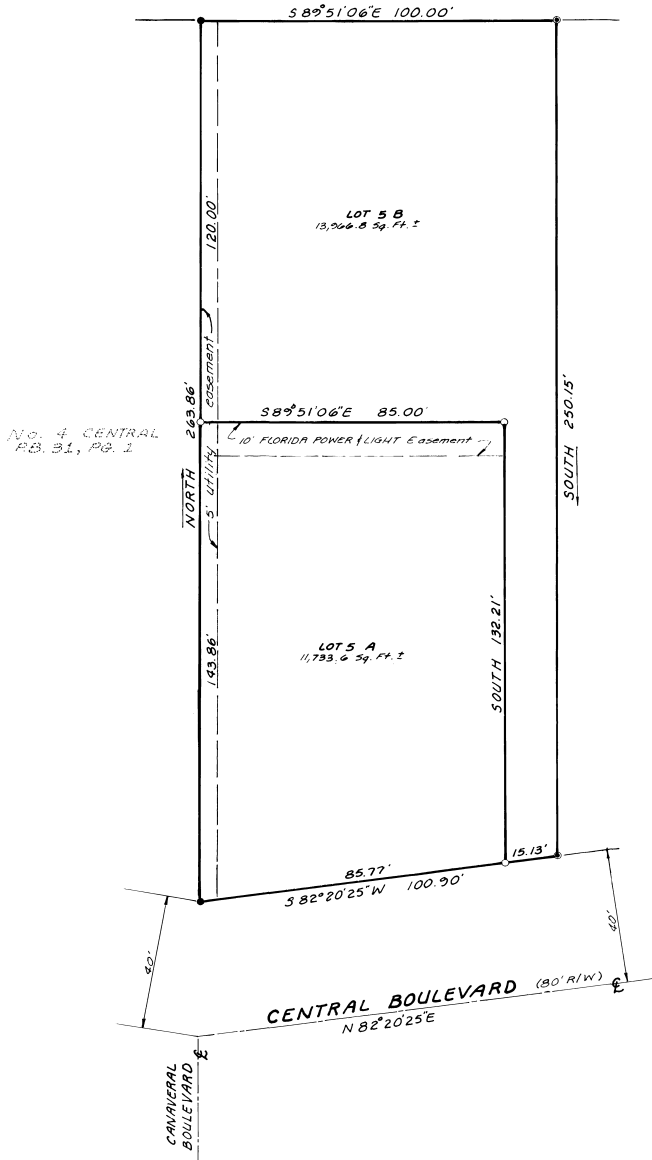 S 89°51'06"E 100.00'
120.00'
LOT 5 B
13,966.8 Sq. Ft. ±
5' utility easement
NORTH 263.86'
S 89°51'06"E 85.00'
10' FLORIDA POWER & LIGHT Easement
SOUTH 250.15'
No. 4 CENTRAL
P.B. 31, PG. 1
143.86'
LOT 5 A
11,733.6 Sq. Ft. ±
SOUTH 132.21'
15.13'
85.77'
S 82°20'25"W 100.90'
40'
40'
CENTRAL BOULEVARD (80' R/W) ℄
N 82°20'25"E
℄
CANAVERAL
BOULEVARD